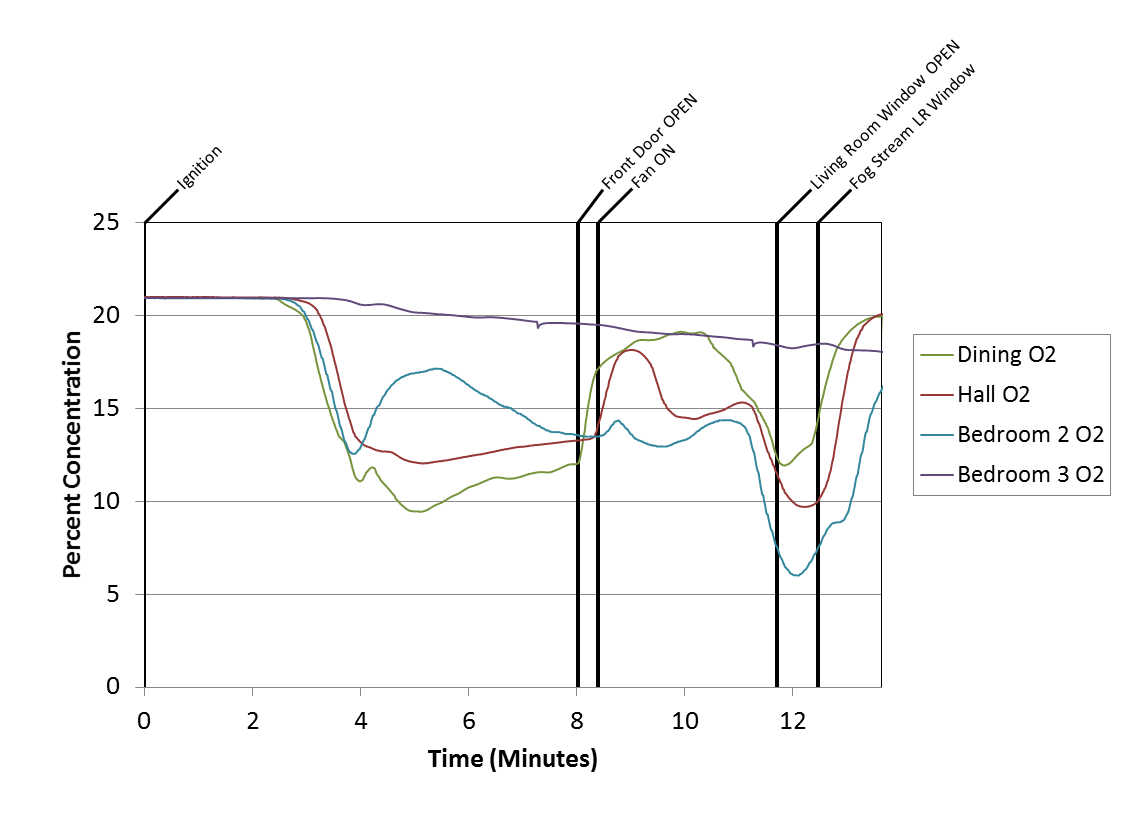 Ignition
Front Door OPEN
Fan ON
Living Room Window OPEN
Fog Stream LR Window
25
20
15
10
5
0
Percent Concentration
0 2 4 6 8 10 12
Time (Minutes)
Dining O2
Hall O2
Bedroom 2 O2
Bedroom 3 O2